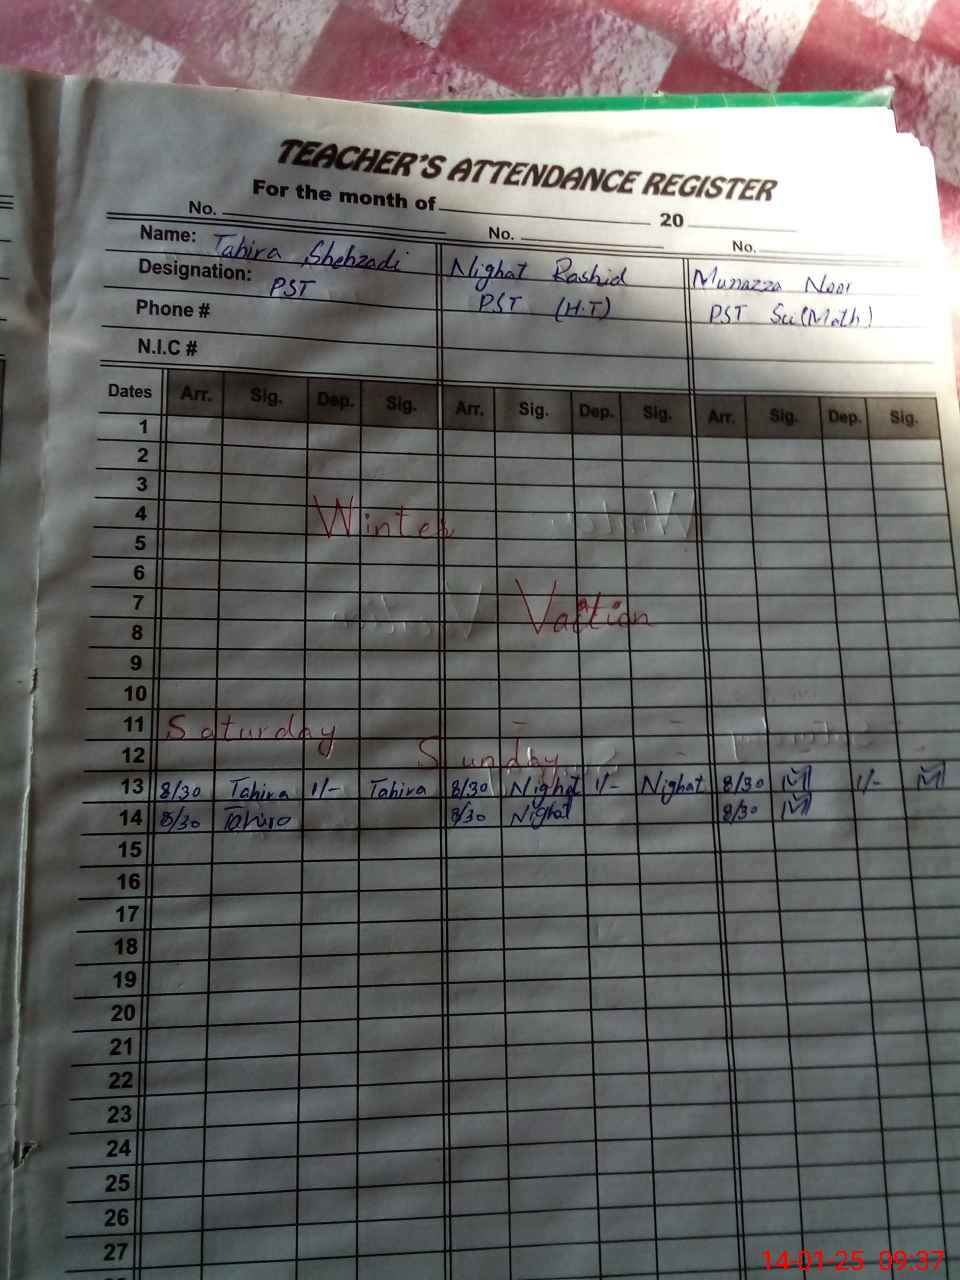 TEACHER'S ATTENDANCE REGISTER
For the month of 20
No. No. No.
Name: Tahira Shehzadi Nighat Rashid Munazza Noor
Designation: PST PST (H.T) PST Sci(Math)
Phone #
N.I.C #
Dates Arr. Sig. Dep. Sig. Arr. Sig. Dep. Sig. Arr. Sig. Dep. Sig.
1
2
3
4 Winter
5
6
7 Vaction
8
9
10
11 Saturday
12 Sunday
13 8/30 Tahira 1/- Tahira 8/30 Nighat 1/- Nighat 8/30 1/-
14 8/30 Tahira 8/30 Nighat 8/30
15
16
17
18
19
20
21
22
23
24
25
26
27
14-01-25 09:37